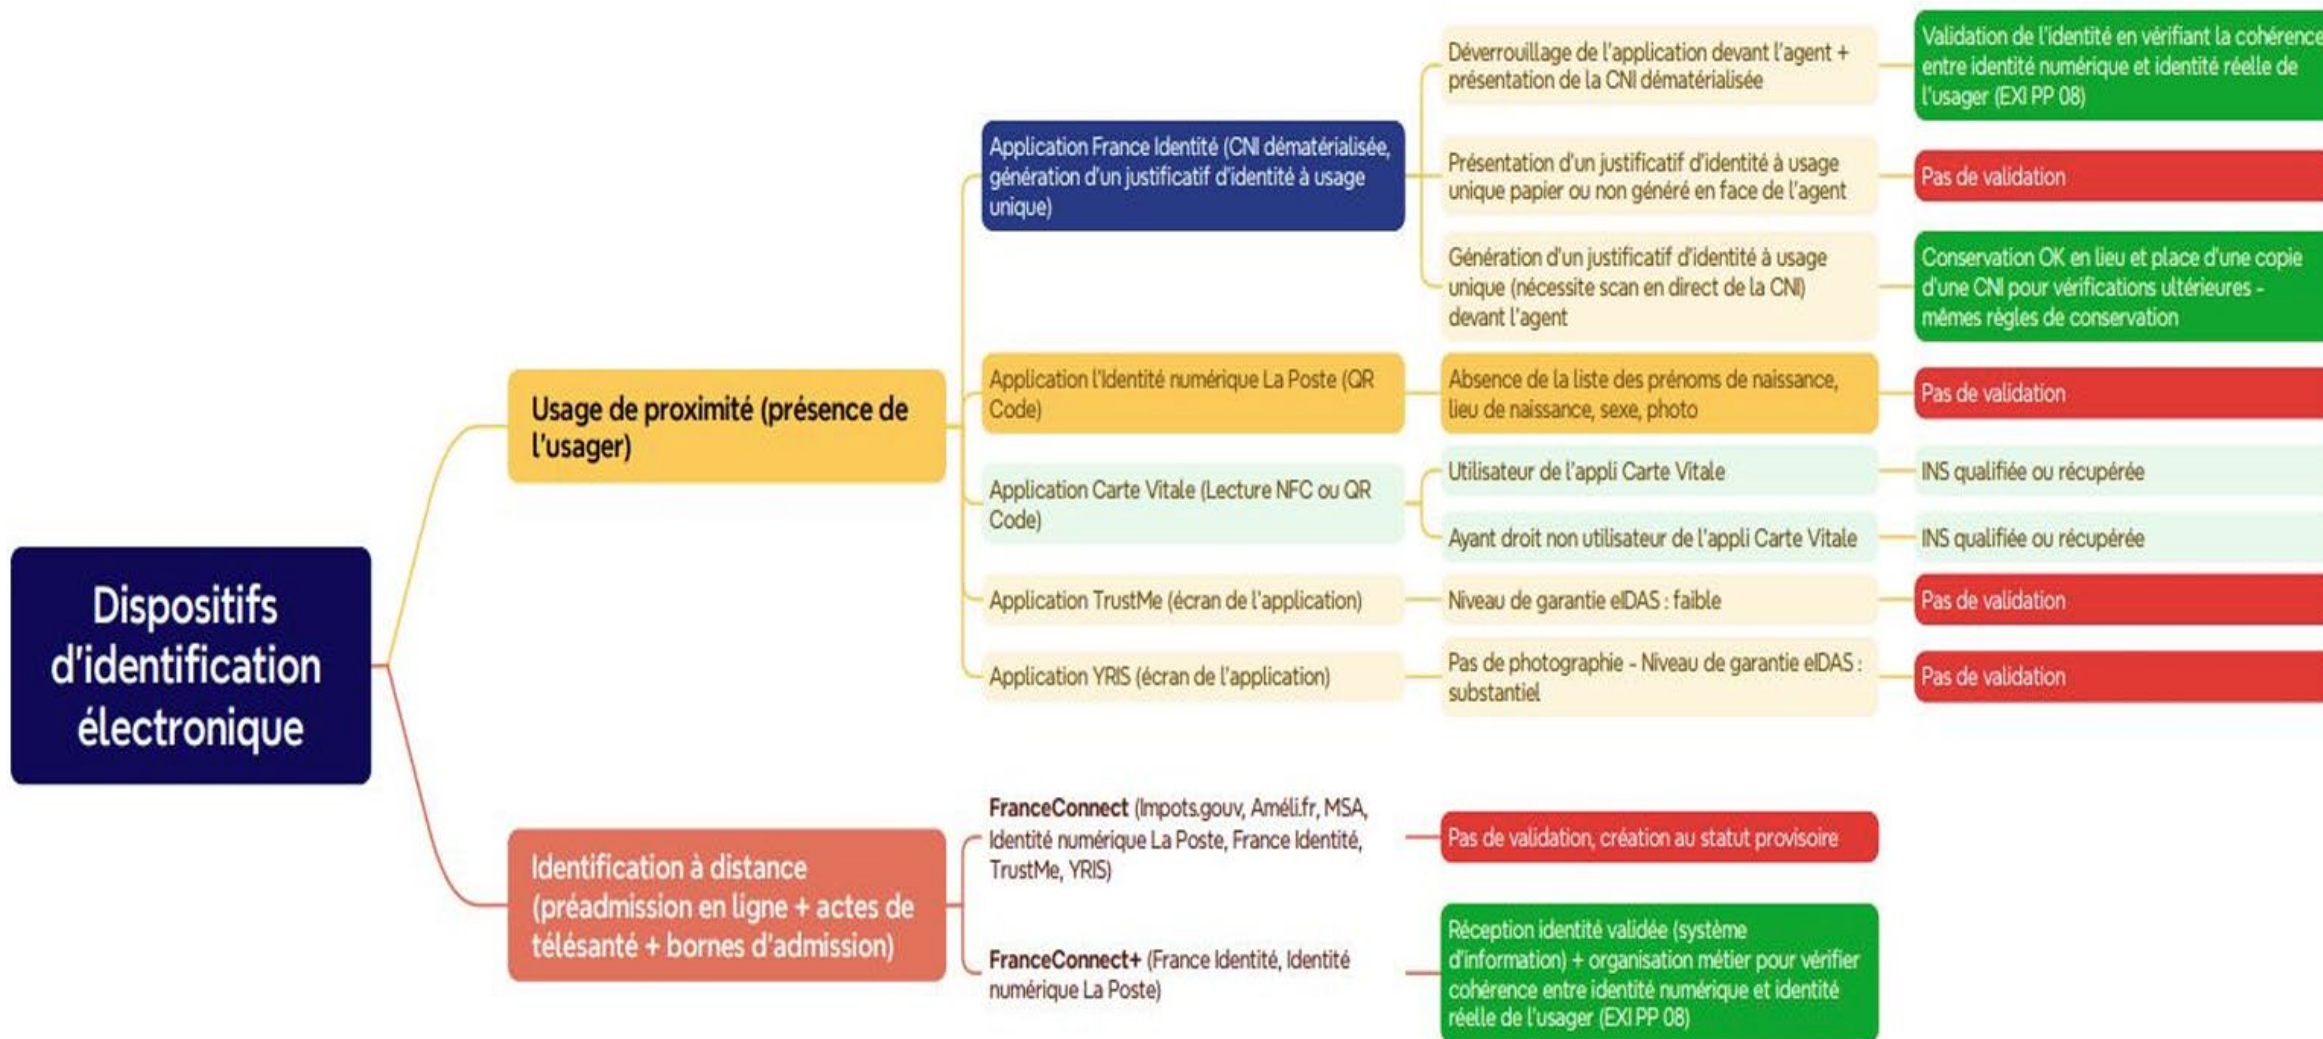 Dispositifs
d'identification
électronique
Usage de proximité (présence de
l'usager)
Application France Identité (CNI dématérialisée,
génération d'un justificatif d'identité à usage
unique)
Déverrouillage de l'application devant l'agent +
présentation de la CNI dématérialisée
Validation de l'identité en vérifiant la cohérence
entre identité numérique et identité réelle de
l'usager (EXI PP 08)
Présentation d'un justificatif d'identité à usage
unique papier ou non généré en face de l'agent
Pas de validation
Génération d'un justificatif d'identité à usage
unique (nécessite scan en direct de la CNI)
devant l'agent
Conservation OK en lieu et place d'une copie
d'une CNI pour vérifications ultérieures -
mêmes règles de conservation
Application l'Identité numérique La Poste (QR
Code)
Absence de la liste des prénoms de naissance,
lieu de naissance, sexe, photo
Pas de validation
Application Carte Vitale (Lecture NFC ou QR
Code)
Utilisateur de l'appli Carte Vitale
INS qualifiée ou récupérée
Ayant droit non utilisateur de l'appli Carte Vitale
INS qualifiée ou récupérée
Application TrustMe (écran de l'application)
Niveau de garantie eIDAS : faible
Pas de validation
Application YRIS (écran de l'application)
Pas de photographie - Niveau de garantie eIDAS :
substantiel
Pas de validation
Identification à distance
(préadmission en ligne + actes de
télésanté + bornes d'admission)
FranceConnect (Impots.gouv, Améli.fr, MSA,
Identité numérique La Poste, France Identité,
TrustMe, YRIS)
Pas de validation, création au statut provisoire
FranceConnect+ (France Identité, Identité
numérique La Poste)
Réception identité validée (système
d'information) + organisation métier pour vérifier
cohérence entre identité numérique et identité
réelle de l'usager (EXI PP 08)